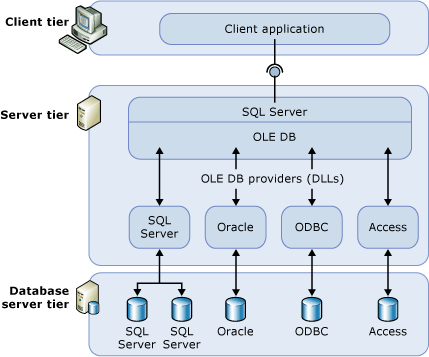 Client tier
Client application
Server tier
SQL Server
OLE DB
OLE DB providers (DLLs)
SQL
Server
Oracle
ODBC
Access
Database
server tier
SQL
Server
SQL
Server
Oracle
ODBC
Access